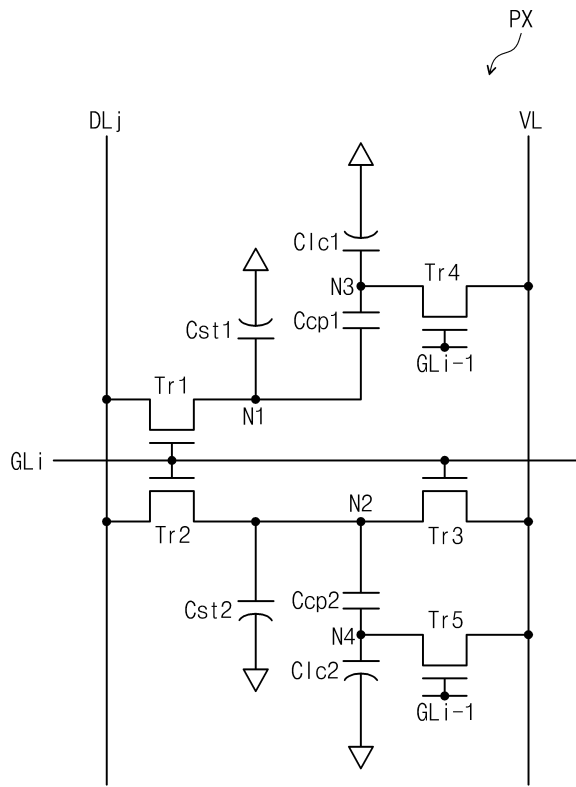 PX
DLj
VL
Clc1
N3
Tr4
Cst1
Ccp1
GLi-1
Tr1
N1
GLi
N2
Tr2
Tr3
Cst2
Ccp2
N4
Tr5
Clc2
GLi-1